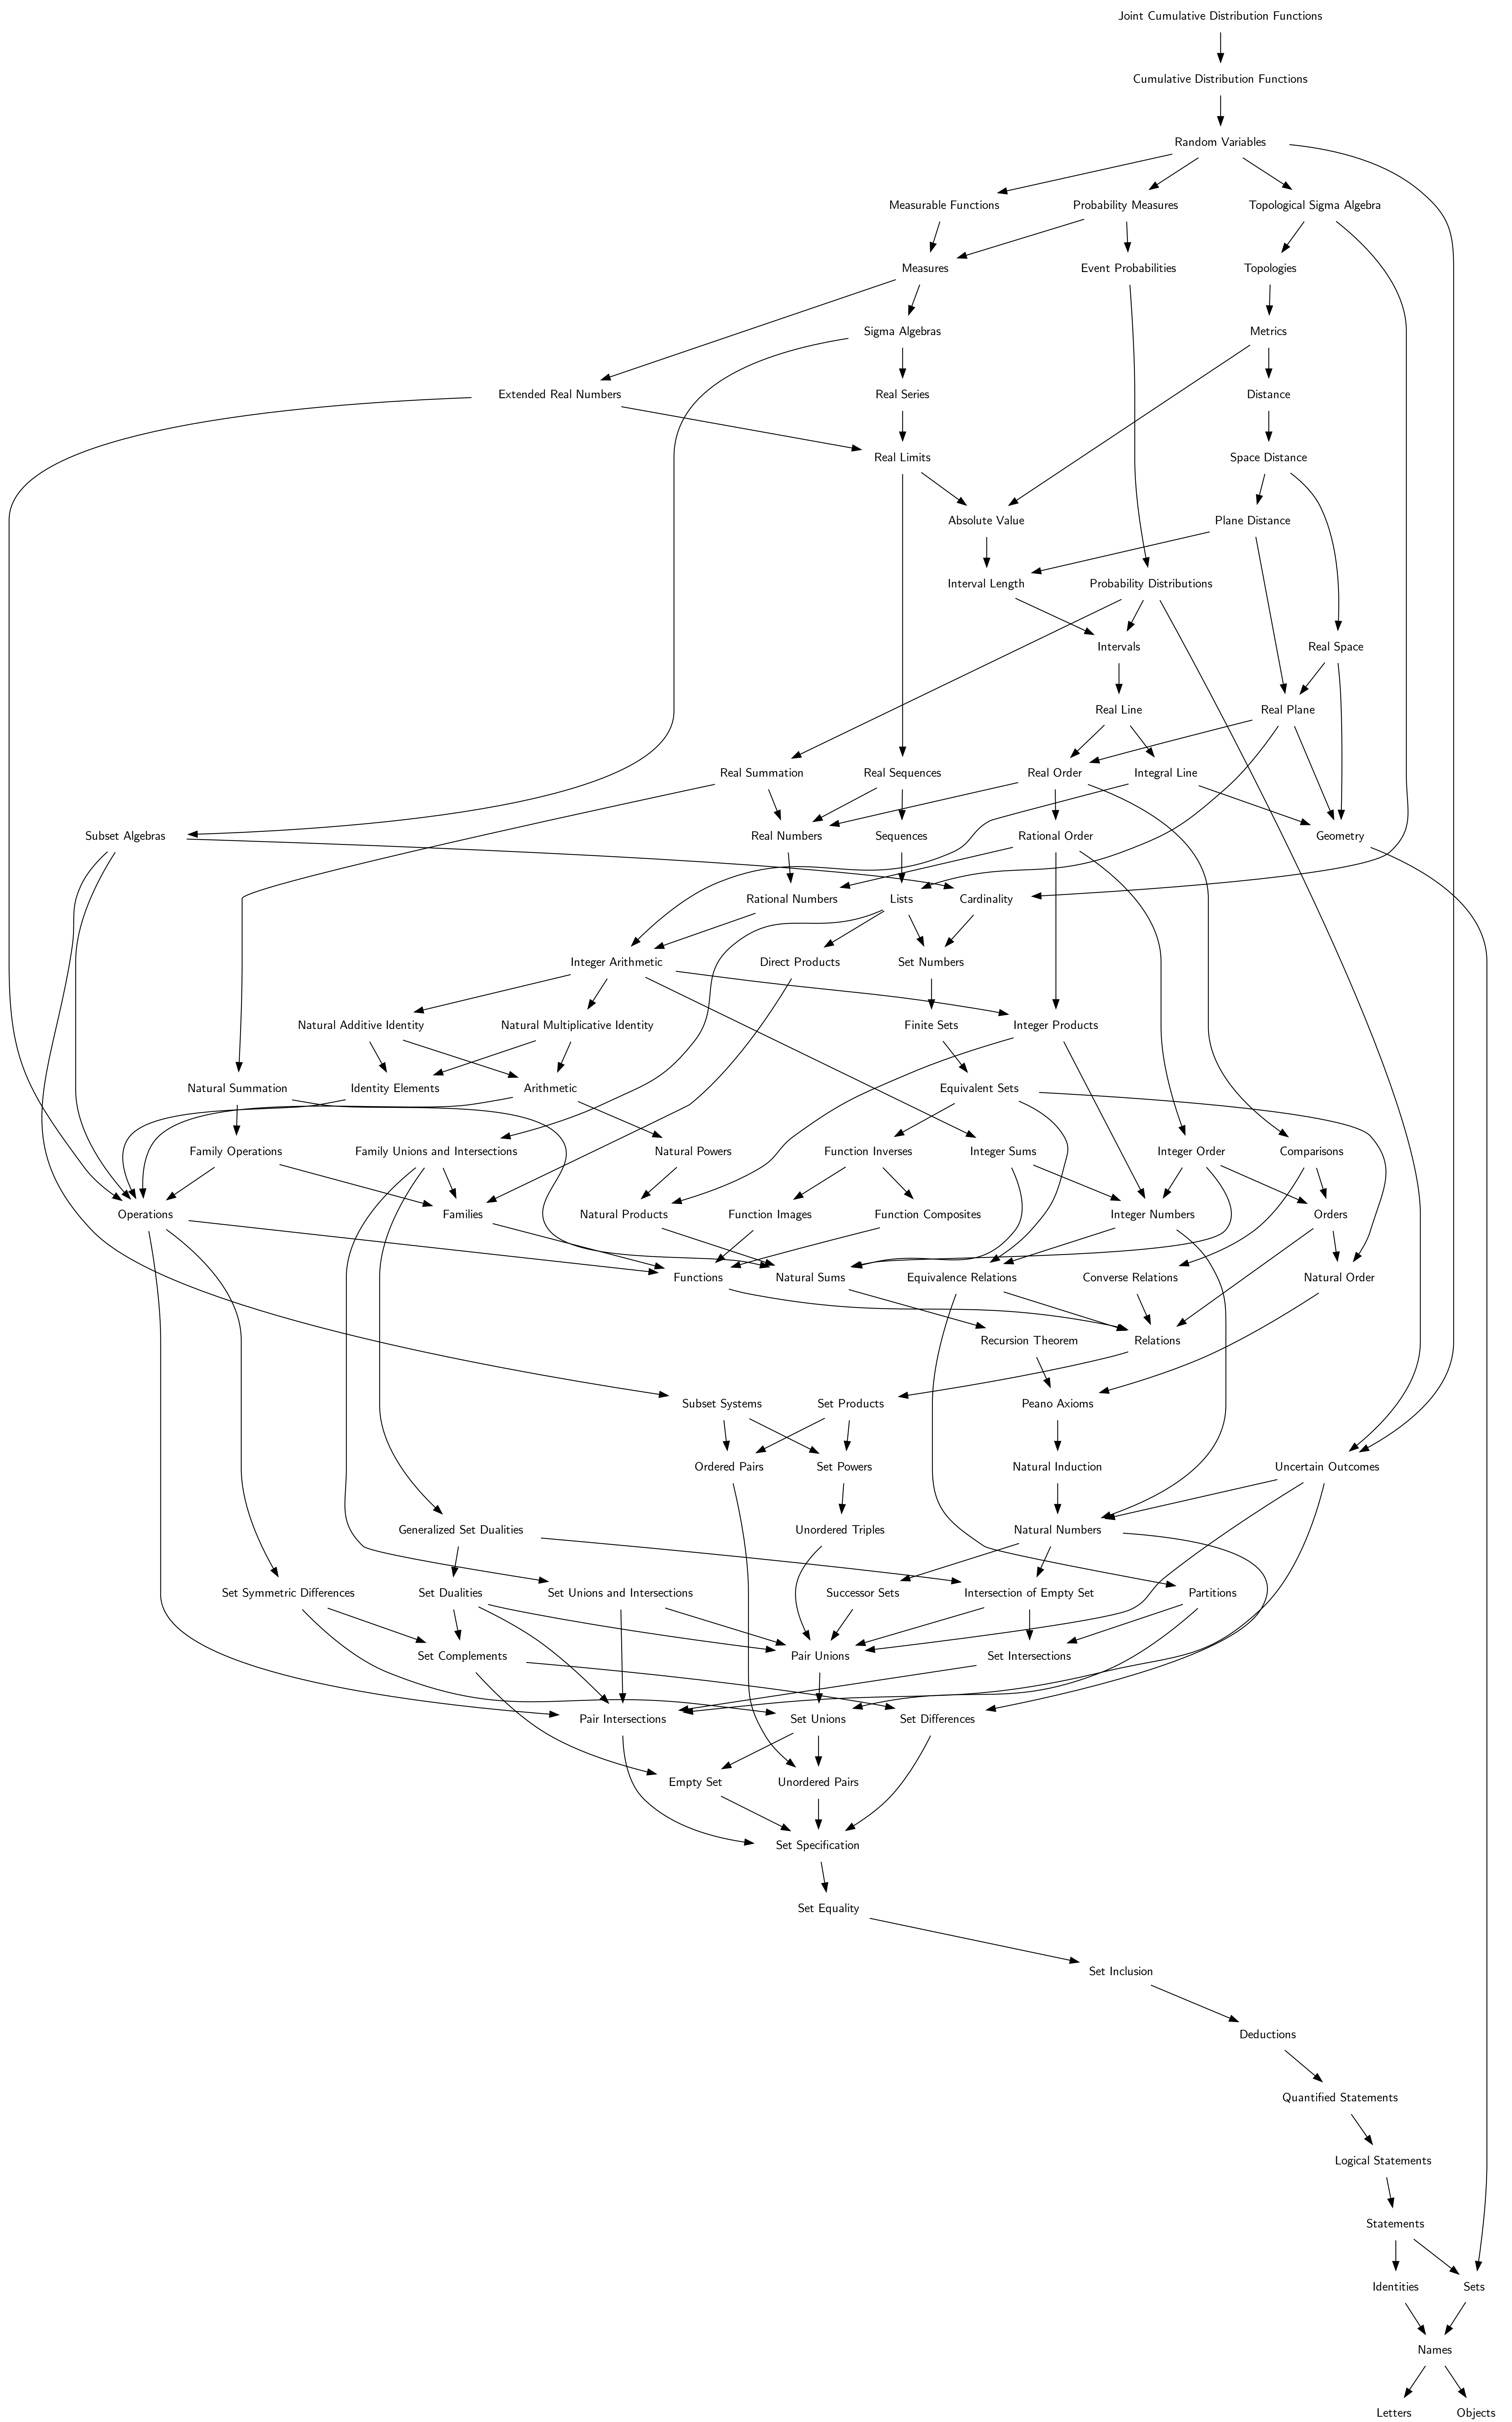 Joint Cumulative Distribution Functions
Cumulative Distribution Functions
Random Variables
Measurable Functions
Probability Measures
Topological Sigma Algebra
Measures
Event Probabilities
Topologies
Sigma Algebras
Metrics
Extended Real Numbers
Real Series
Distance
Real Limits
Space Distance
Absolute Value
Plane Distance
Interval Length
Probability Distributions
Intervals
Real Space
Real Line
Real Plane
Real Summation
Real Sequences
Real Order
Integral Line
Subset Algebras
Real Numbers
Sequences
Rational Order
Geometry
Rational Numbers
Lists
Cardinality
Integer Arithmetic
Direct Products
Set Numbers
Natural Additive Identity
Natural Multiplicative Identity
Finite Sets
Integer Products
Natural Summation
Identity Elements
Arithmetic
Equivalent Sets
Family Operations
Family Unions and Intersections
Natural Powers
Function Inverses
Integer Sums
Integer Order
Comparisons
Operations
Families
Natural Products
Function Images
Function Composites
Integer Numbers
Orders
Functions
Natural Sums
Equivalence Relations
Converse Relations
Natural Order
Recursion Theorem
Relations
Subset Systems
Set Products
Peano Axioms
Ordered Pairs
Set Powers
Natural Induction
Uncertain Outcomes
Generalized Set Dualities
Unordered Triples
Natural Numbers
Set Symmetric Differences
Set Dualities
Set Unions and Intersections
Successor Sets
Intersection of Empty Set
Partitions
Set Complements
Pair Unions
Set Intersections
Pair Intersections
Set Unions
Set Differences
Empty Set
Unordered Pairs
Set Specification
Set Equality
Set Inclusion
Deductions
Quantified Statements
Logical Statements
Statements
Identities
Sets
Names
Letters
Objects